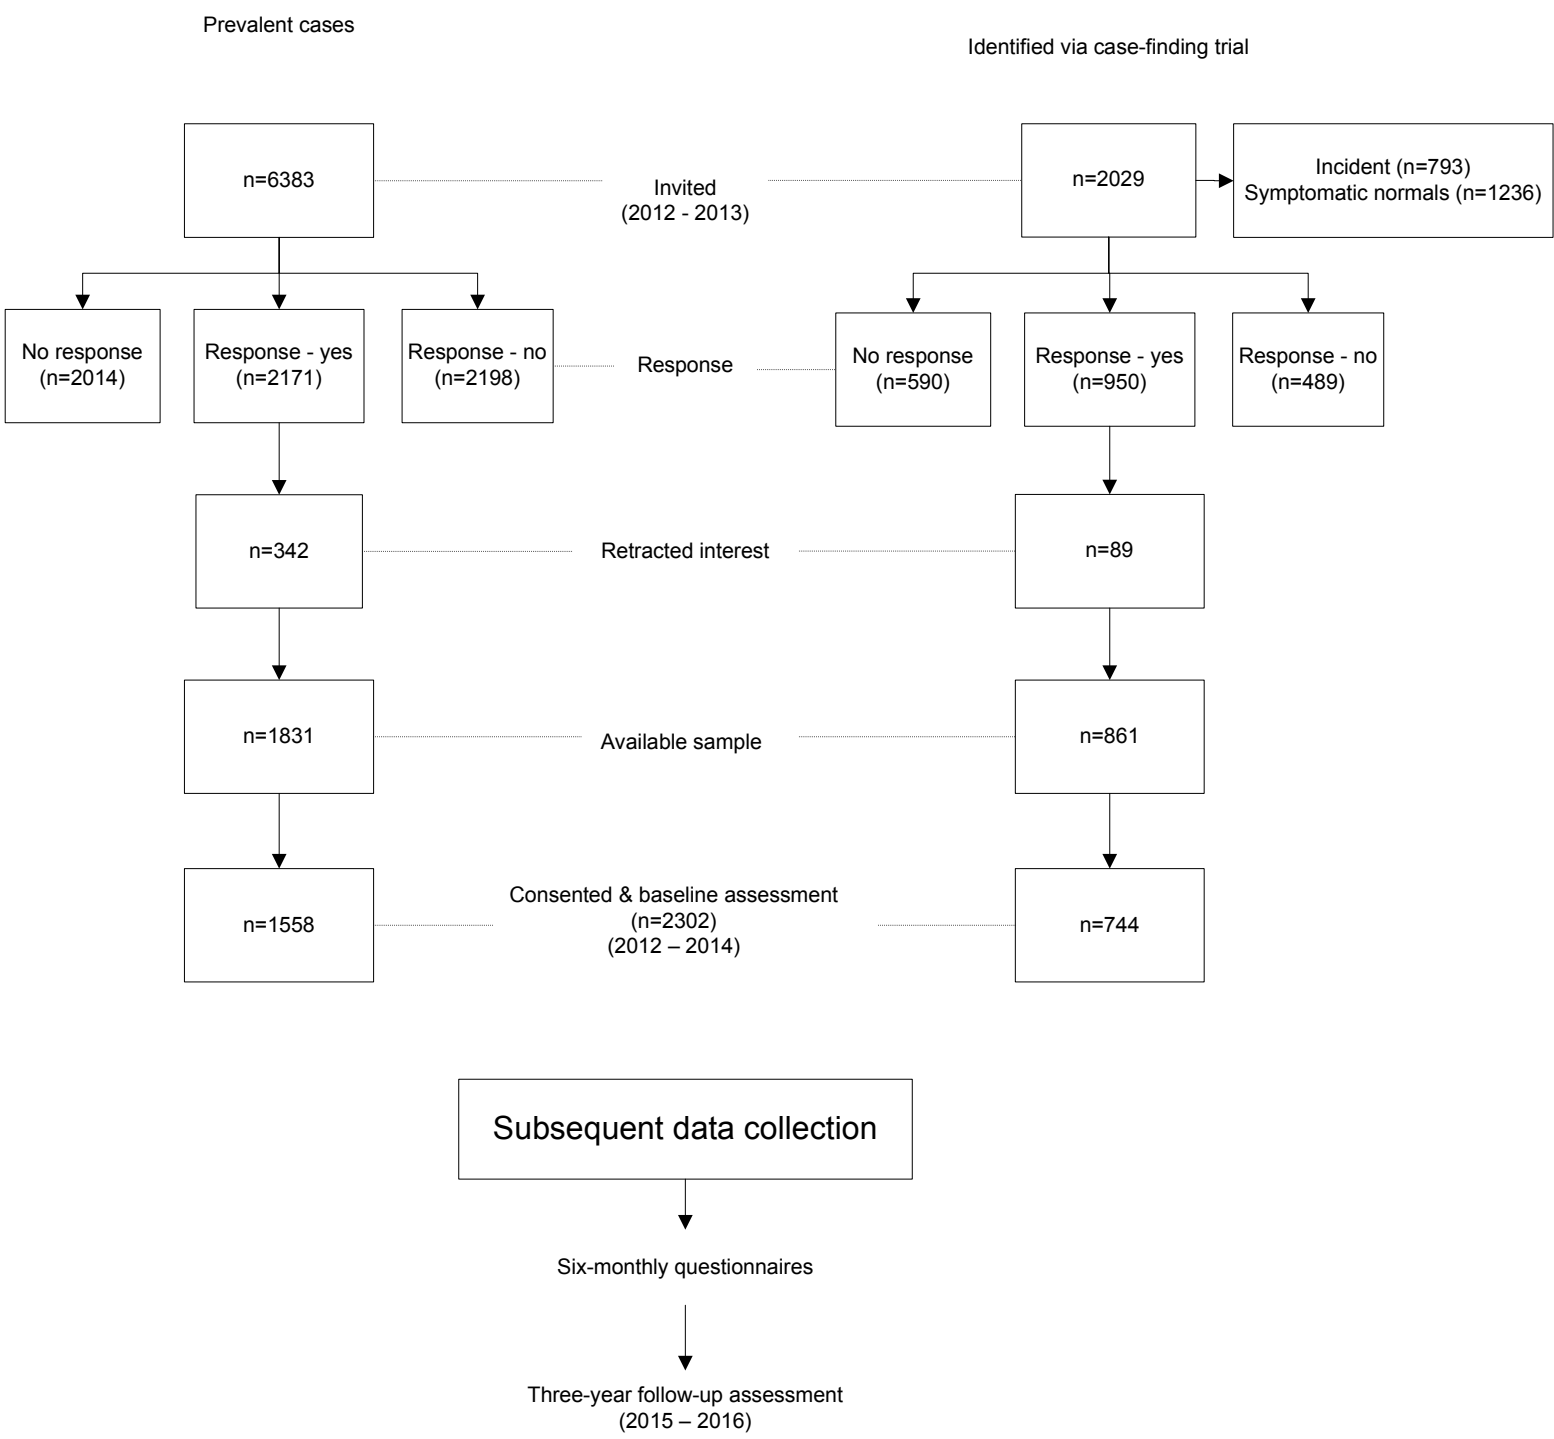 Prevalent cases
Identified via case-finding trial
n=6383
Invited
(2012 - 2013)
n=2029
Incident (n=793)
Symptomatic normals (n=1236)
No response
(n=2014)
Response - yes
(n=2171)
Response - no
(n=2198)
Response
No response
(n=590)
Response - yes
(n=950)
Response - no
(n=489)
n=342
Retracted interest
n=89
n=1831
Available sample
n=861
n=1558
Consented & baseline assessment
(n=2302)
(2012 – 2014)
n=744
Subsequent data collection
Six-monthly questionnaires
Three-year follow-up assessment
(2015 – 2016)